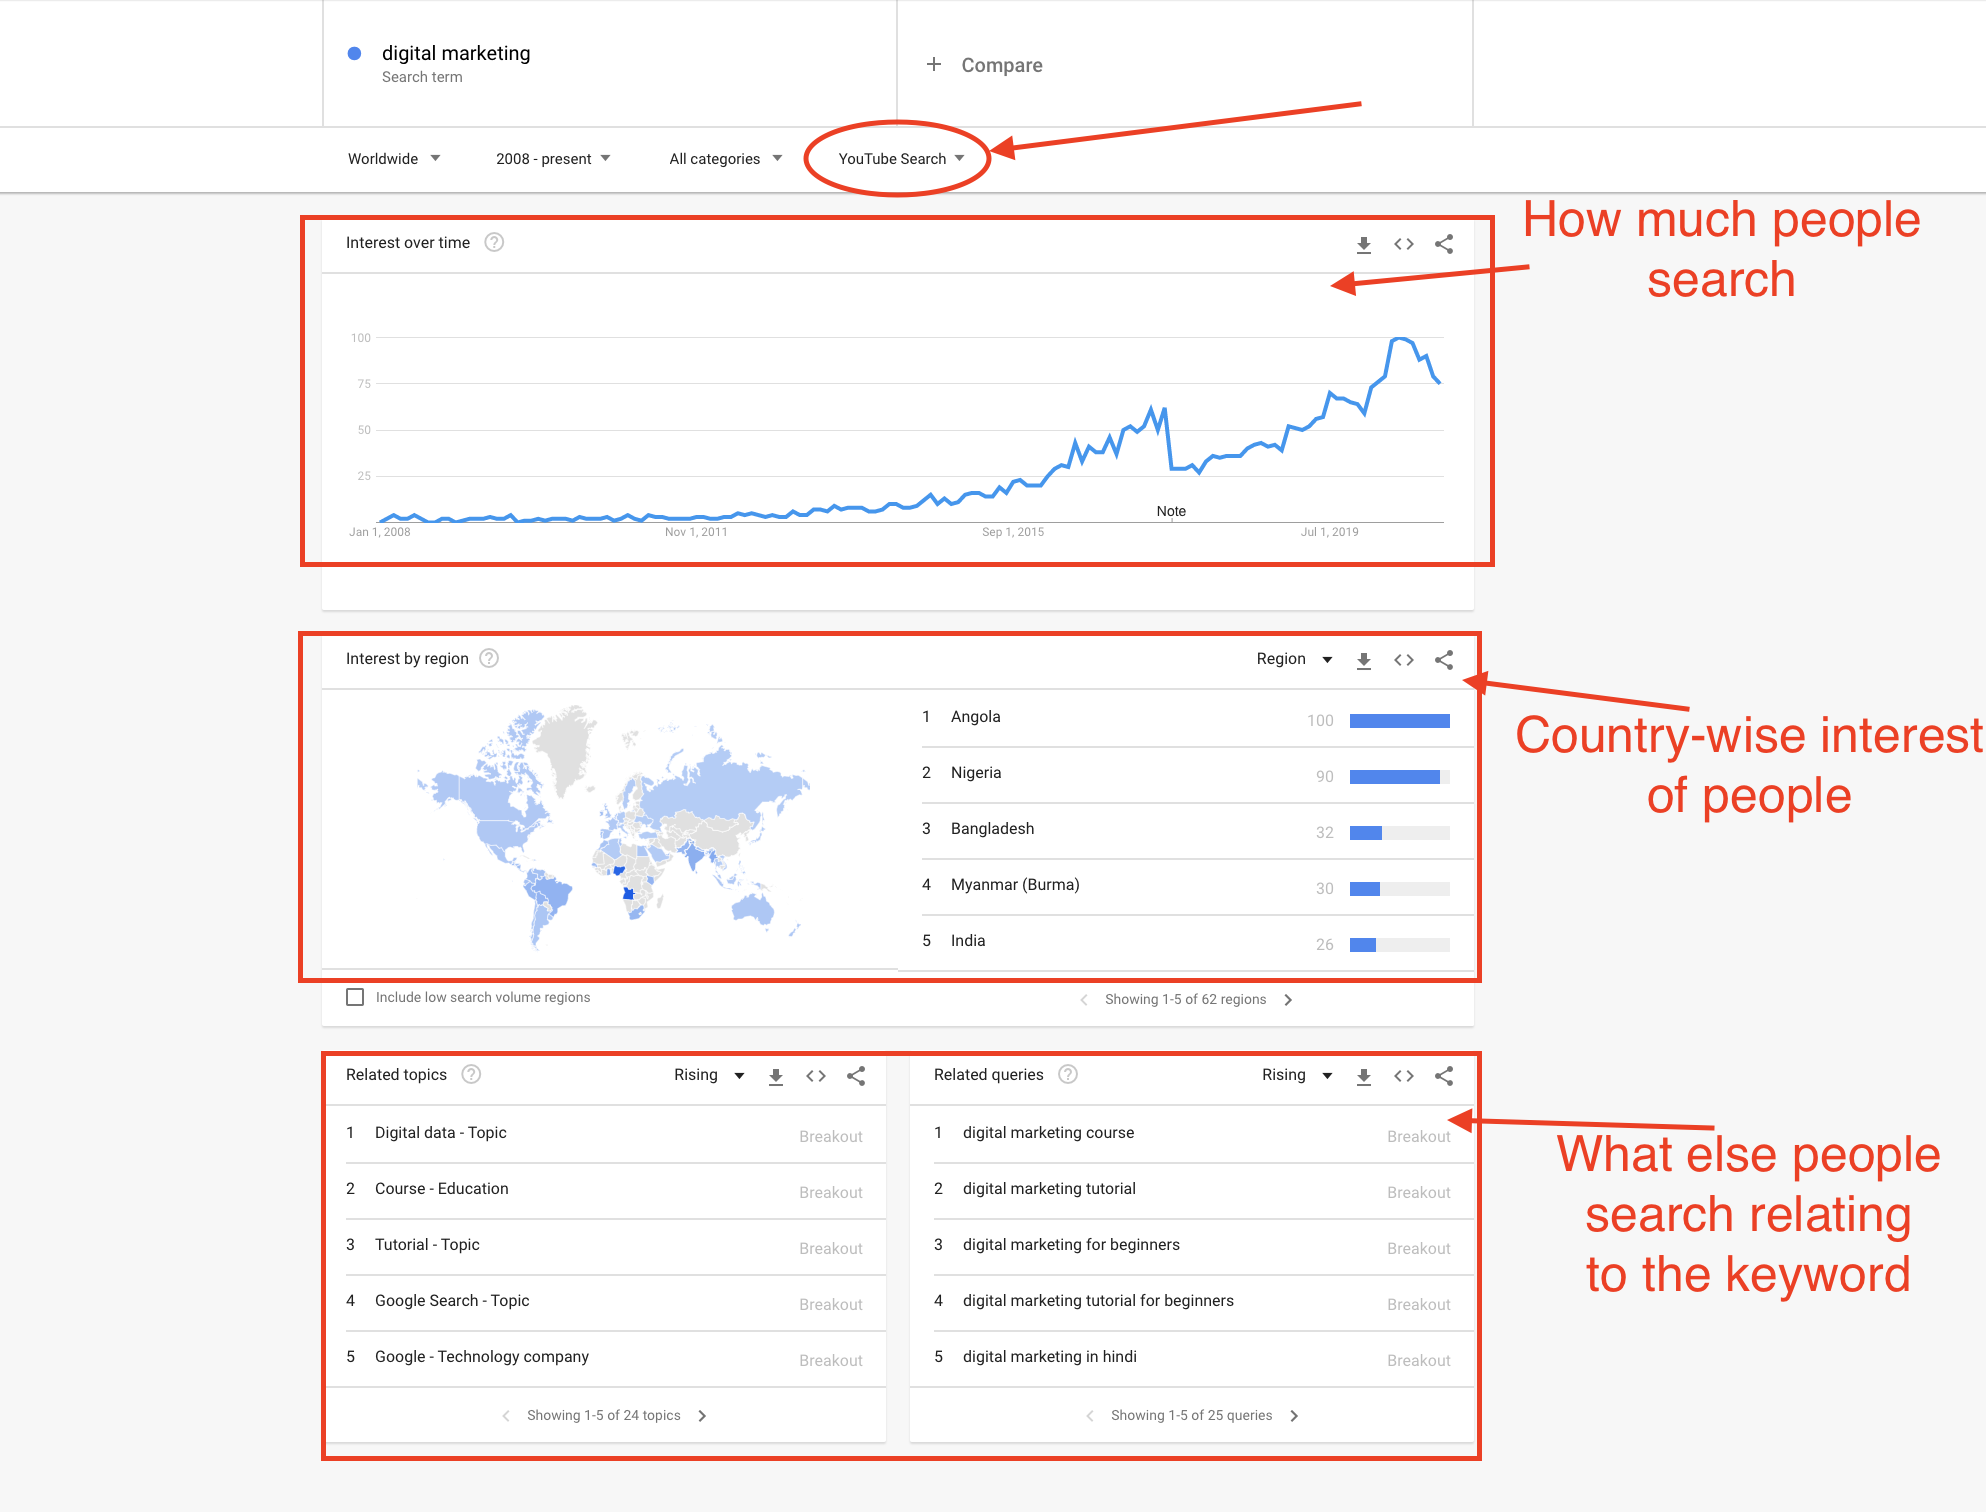 digital marketing
Search term
+ Compare
Worldwide 2008 - present All categories YouTube Search
How much people
search
Interest over time ?
100
75
50
25
Note
Jan 1, 2008 Nov 1, 2011 Sep 1, 2015 Jul 1, 2019
Interest by region ? Region
Country-wise interest
of people
1 Angola 100
2 Nigeria 90
3 Bangladesh 32
4 Myanmar (Burma) 30
5 India 26
Include low search volume regions
Showing 1-5 of 62 regions
Related topics ? Rising
1 Digital data - Topic Breakout
2 Course - Education Breakout
3 Tutorial - Topic Breakout
4 Google Search - Topic Breakout
5 Google - Technology company Breakout
Showing 1-5 of 24 topics
Related queries ? Rising
1 digital marketing course Breakout
2 digital marketing tutorial Breakout
3 digital marketing for beginners Breakout
4 digital marketing tutorial for beginners Breakout
5 digital marketing in hindi Breakout
Showing 1-5 of 25 queries
What else people
search relating
to the keyword